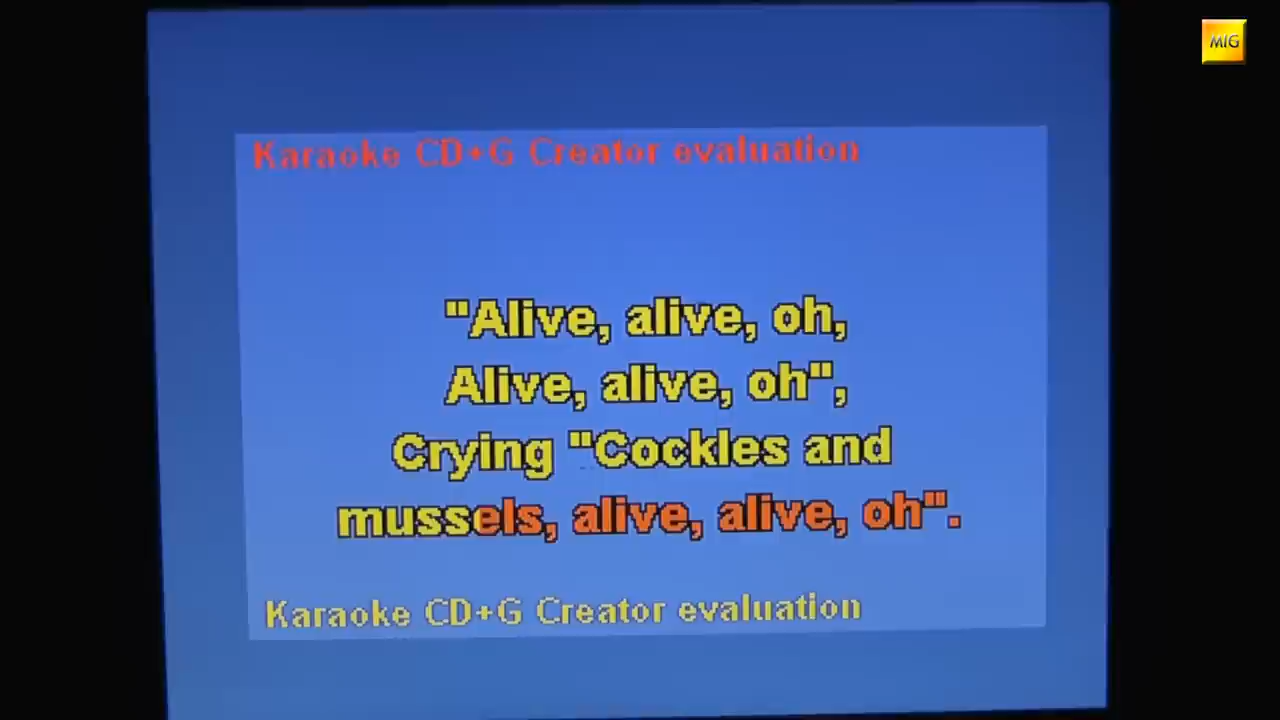 MIG
Karaoke CD+G Creator evaluation
"Alive, alive, oh,
Alive, alive, oh",
Crying "Cockles and
mussels, alive, alive, oh".
Karaoke CD+G Creator evaluation